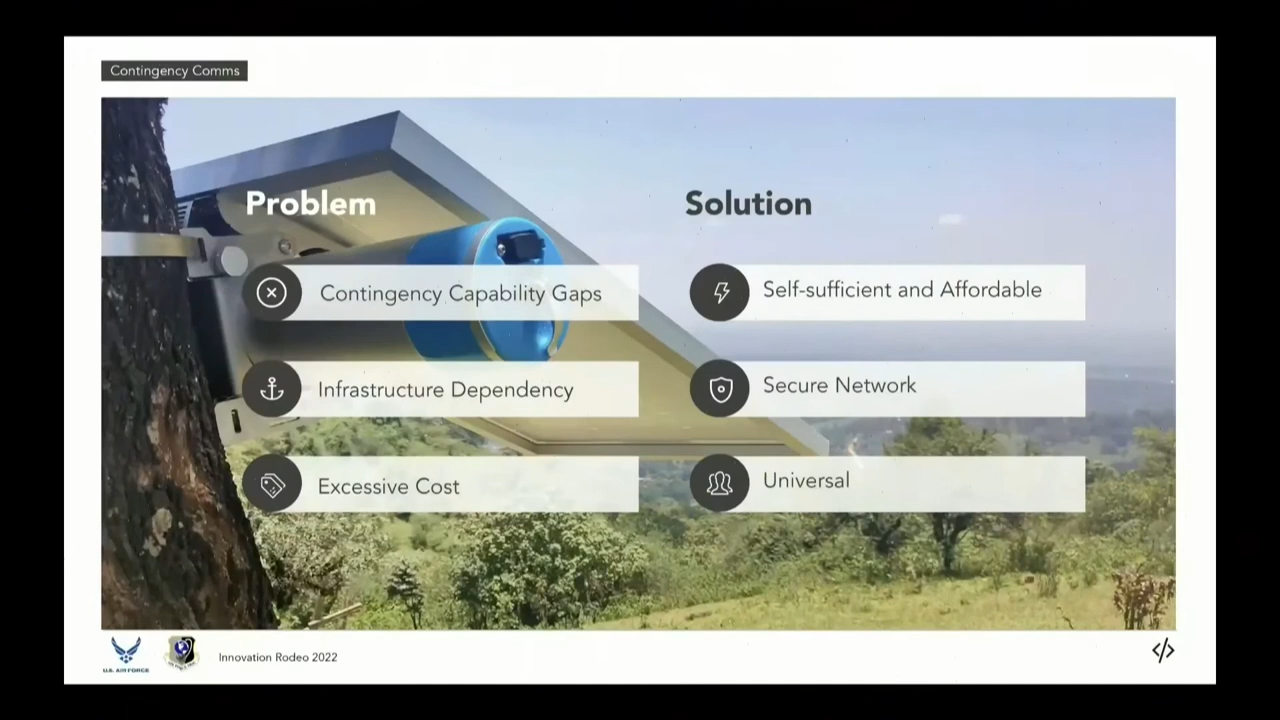 Contingency Comms
Problem
Solution
Contingency Capability Gaps
Self-sufficient and Affordable
Infrastructure Dependency
Secure Network
Excessive Cost
Universal
U.S. AIR FORCE
Innovation Rodeo 2022